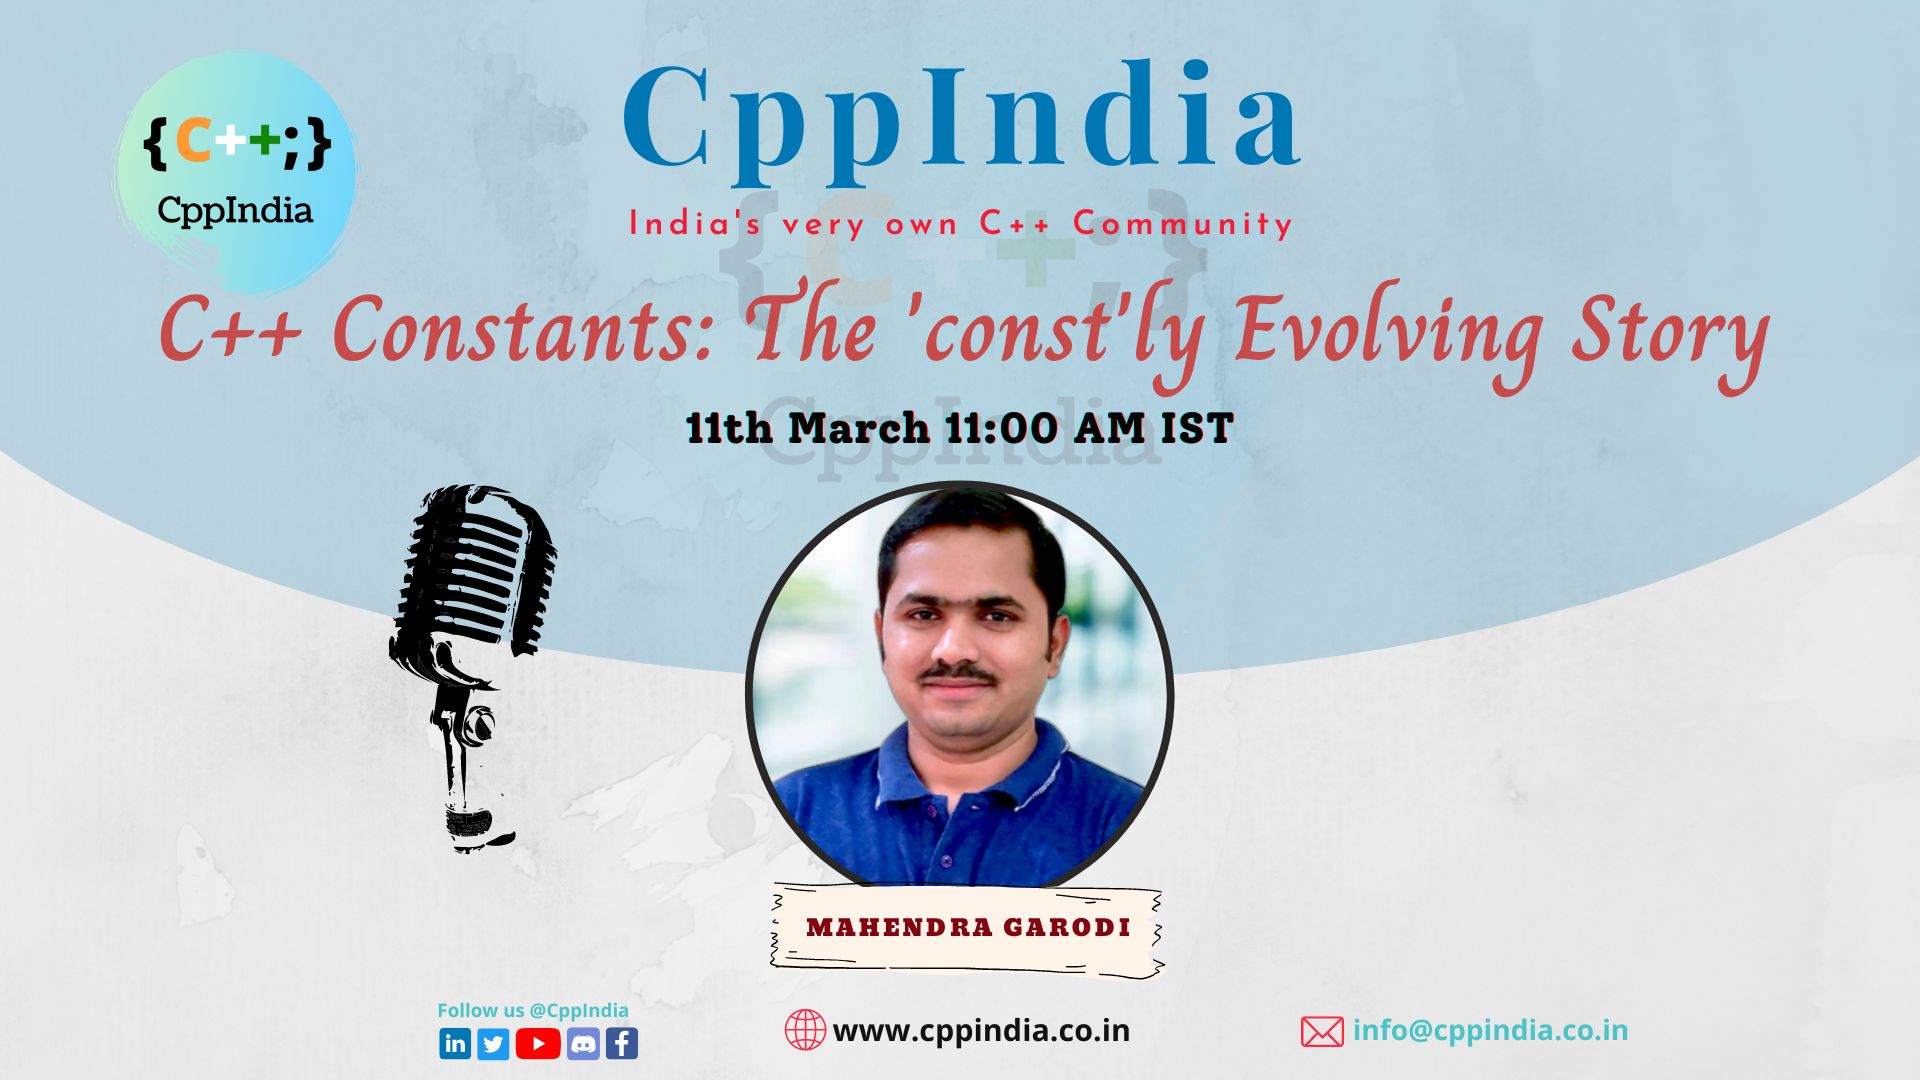 {C++;}
CppIndia
CppIndia
India's very own C++ Community
{C++;}
C++ Constants: The 'const'ly Evolving Story
11th March 11:00 AM IST
CppIndia
MAHENDRA GARODI
Follow us @CppIndia
www.cppindia.co.in
info@cppindia.co.in